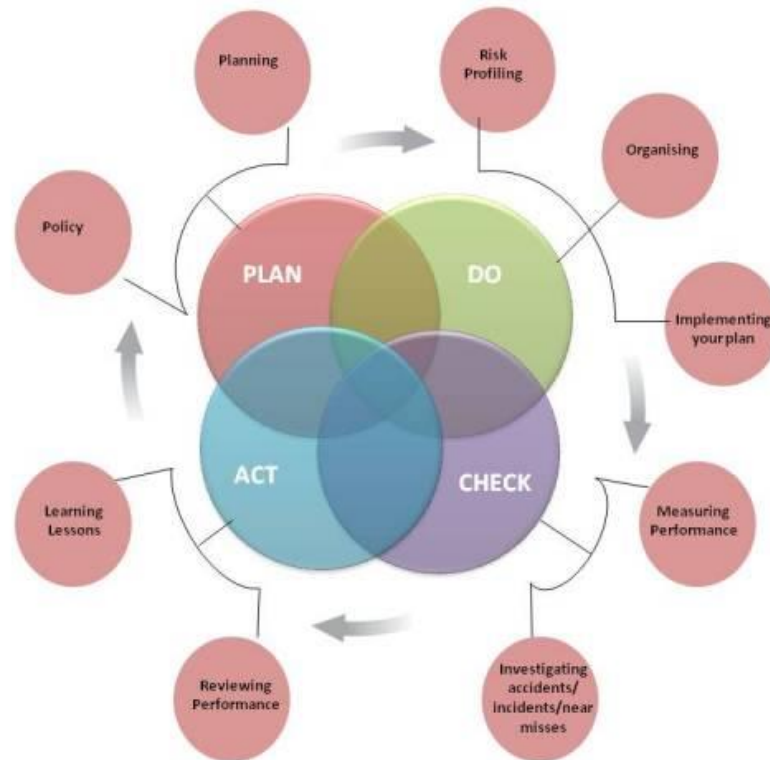 Planning
Risk
Profiling
Organising
Policy
PLAN
DO
Implementing
your plan
ACT
CHECK
Learning
Lessons
Measuring
Performance
Reviewing
Performance
Investigating
accidents/
incidents/near
misses